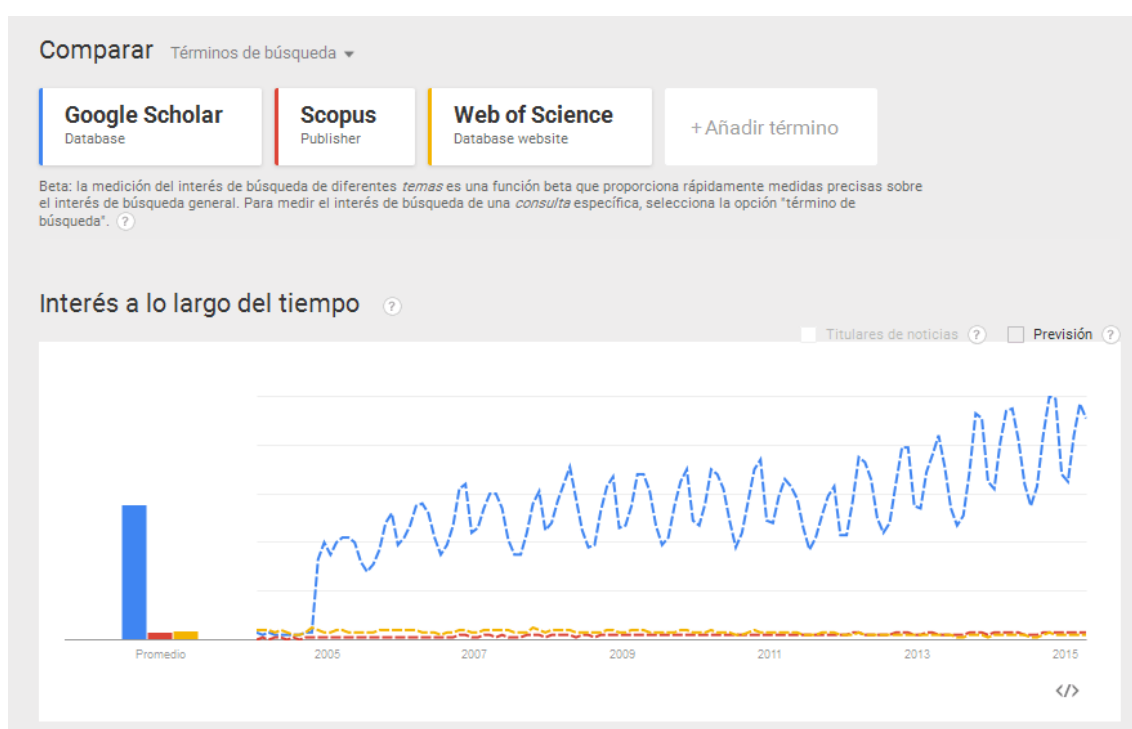 Comparar Términos de búsqueda
Google Scholar Scopus Web of Science + Añadir término
Database Publisher Database website
Beta: la medición del interés de búsqueda de diferentes temas es una función beta que proporciona rápidamente medidas precisas sobre
el interés de búsqueda general. Para medir el interés de búsqueda de una consulta específica, selecciona la opción "término de
búsqueda". ?
Interés a lo largo del tiempo ?
Titulares de noticias ? Previsión ?
Promedio 2005 2007 2009 2011 2013 2015
</>